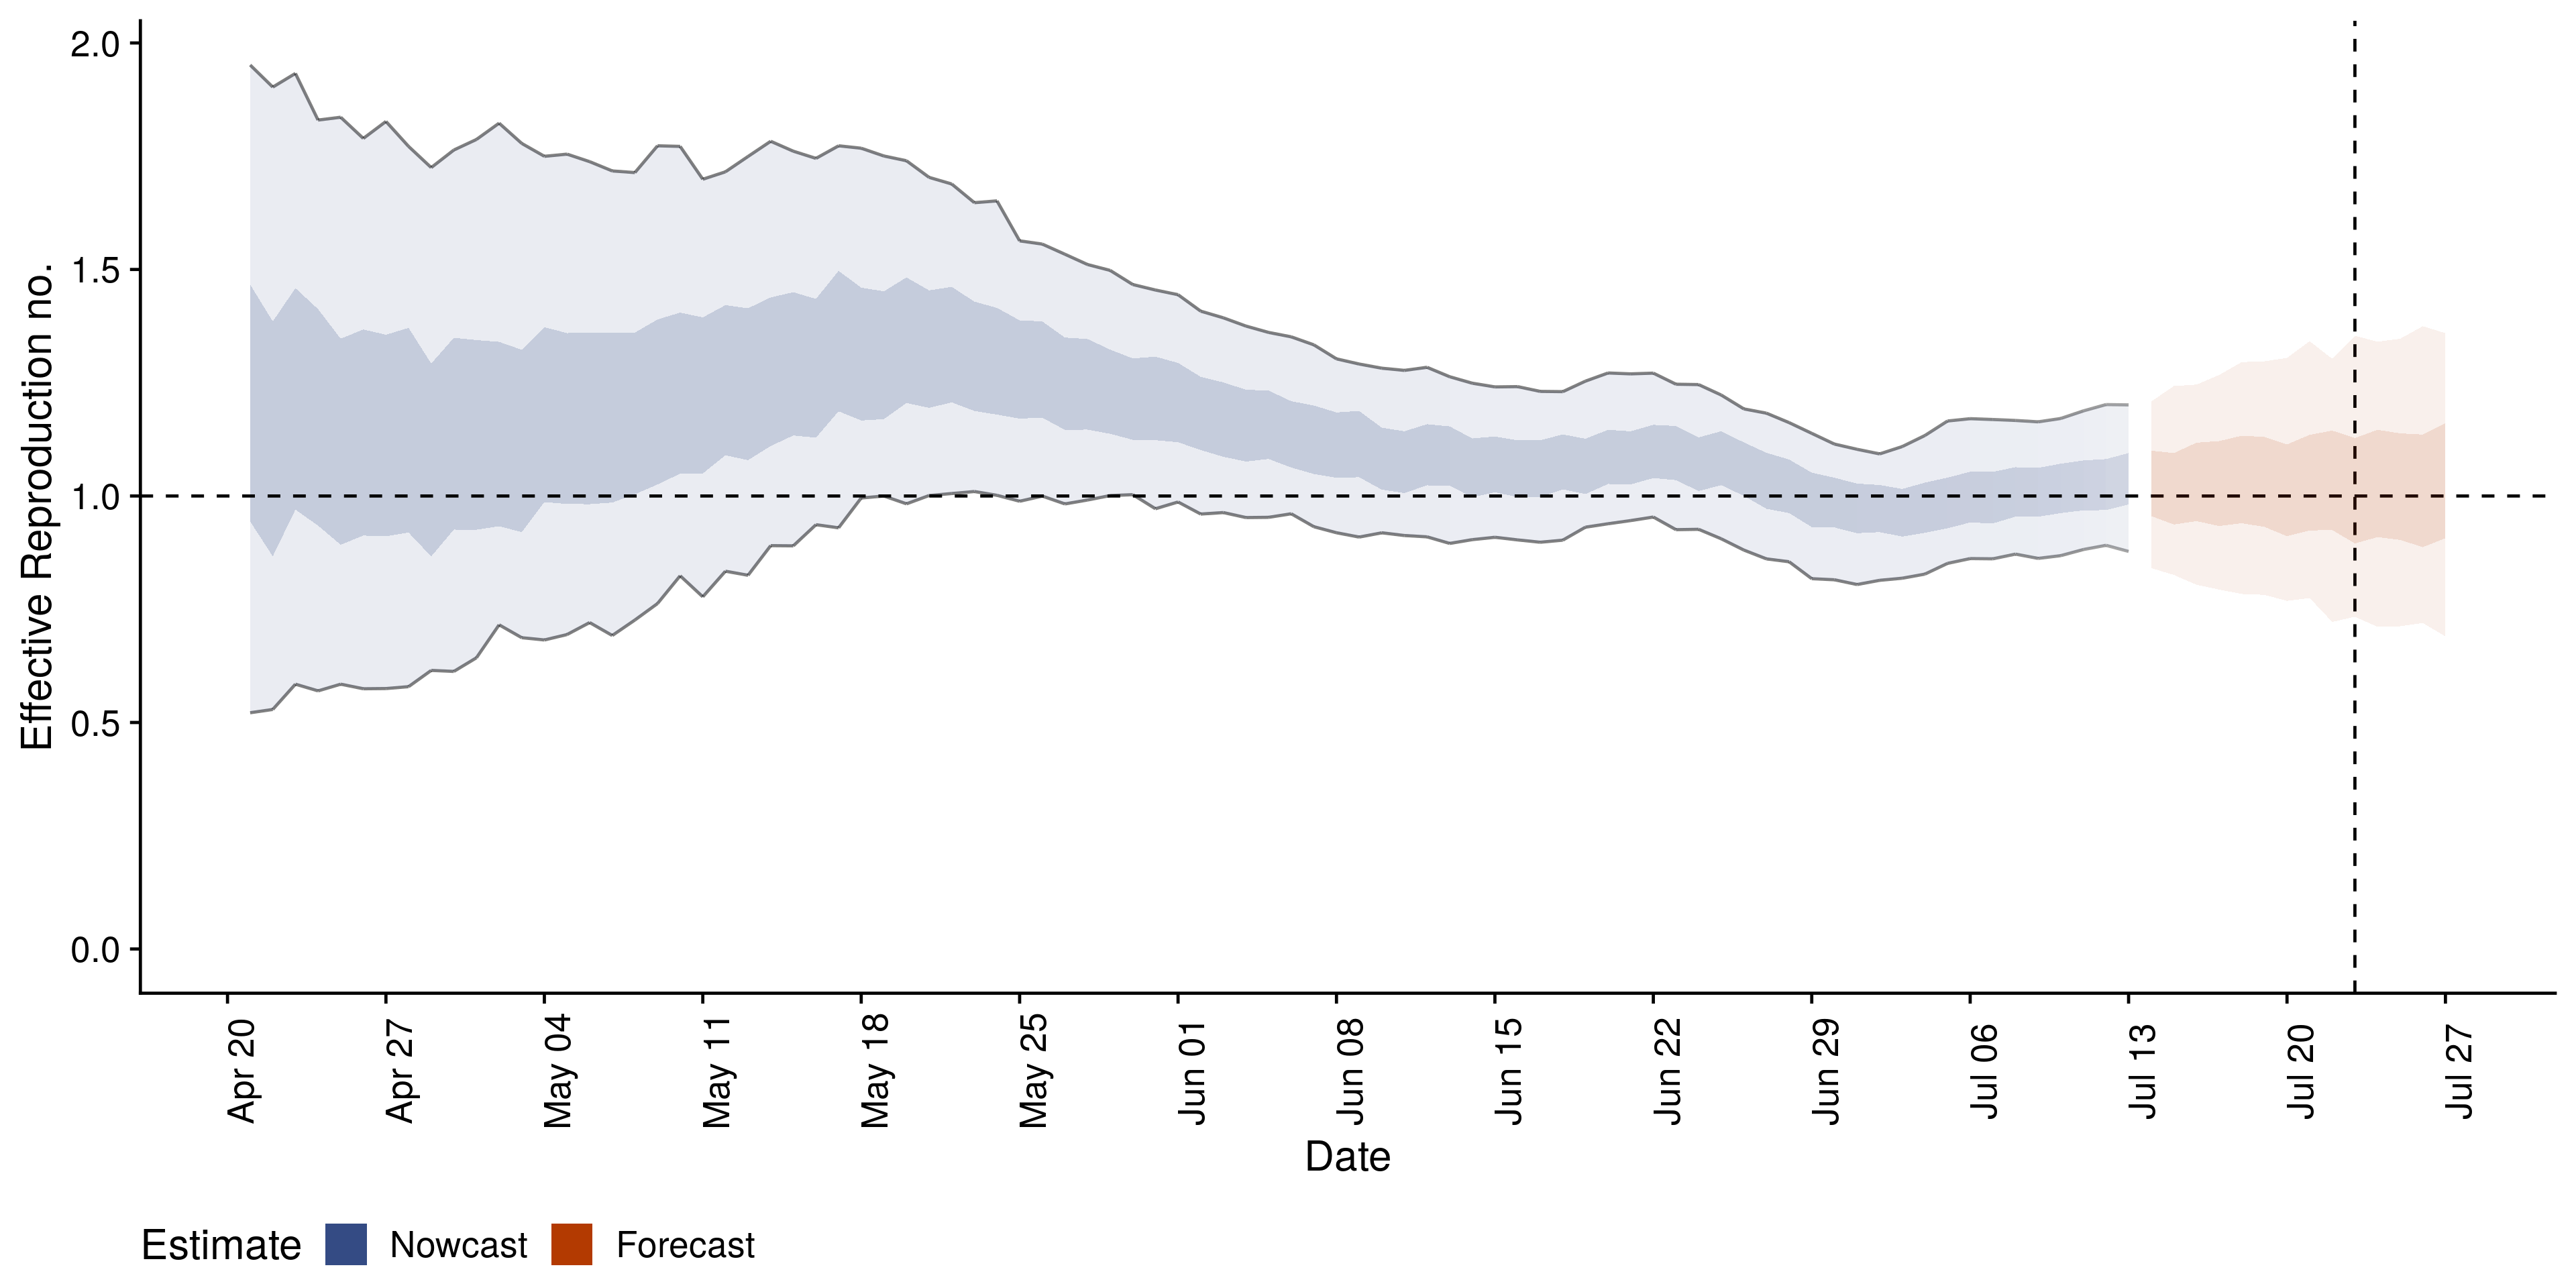 Effective Reproduction no.
2.0
1.5
1.0
0.5
0.0
Apr 20
Apr 27
May 04
May 11
May 18
May 25
Jun 01
Jun 08
Jun 15
Jun 22
Jun 29
Jul 06
Jul 13
Jul 20
Jul 27
Date
Estimate Nowcast Forecast